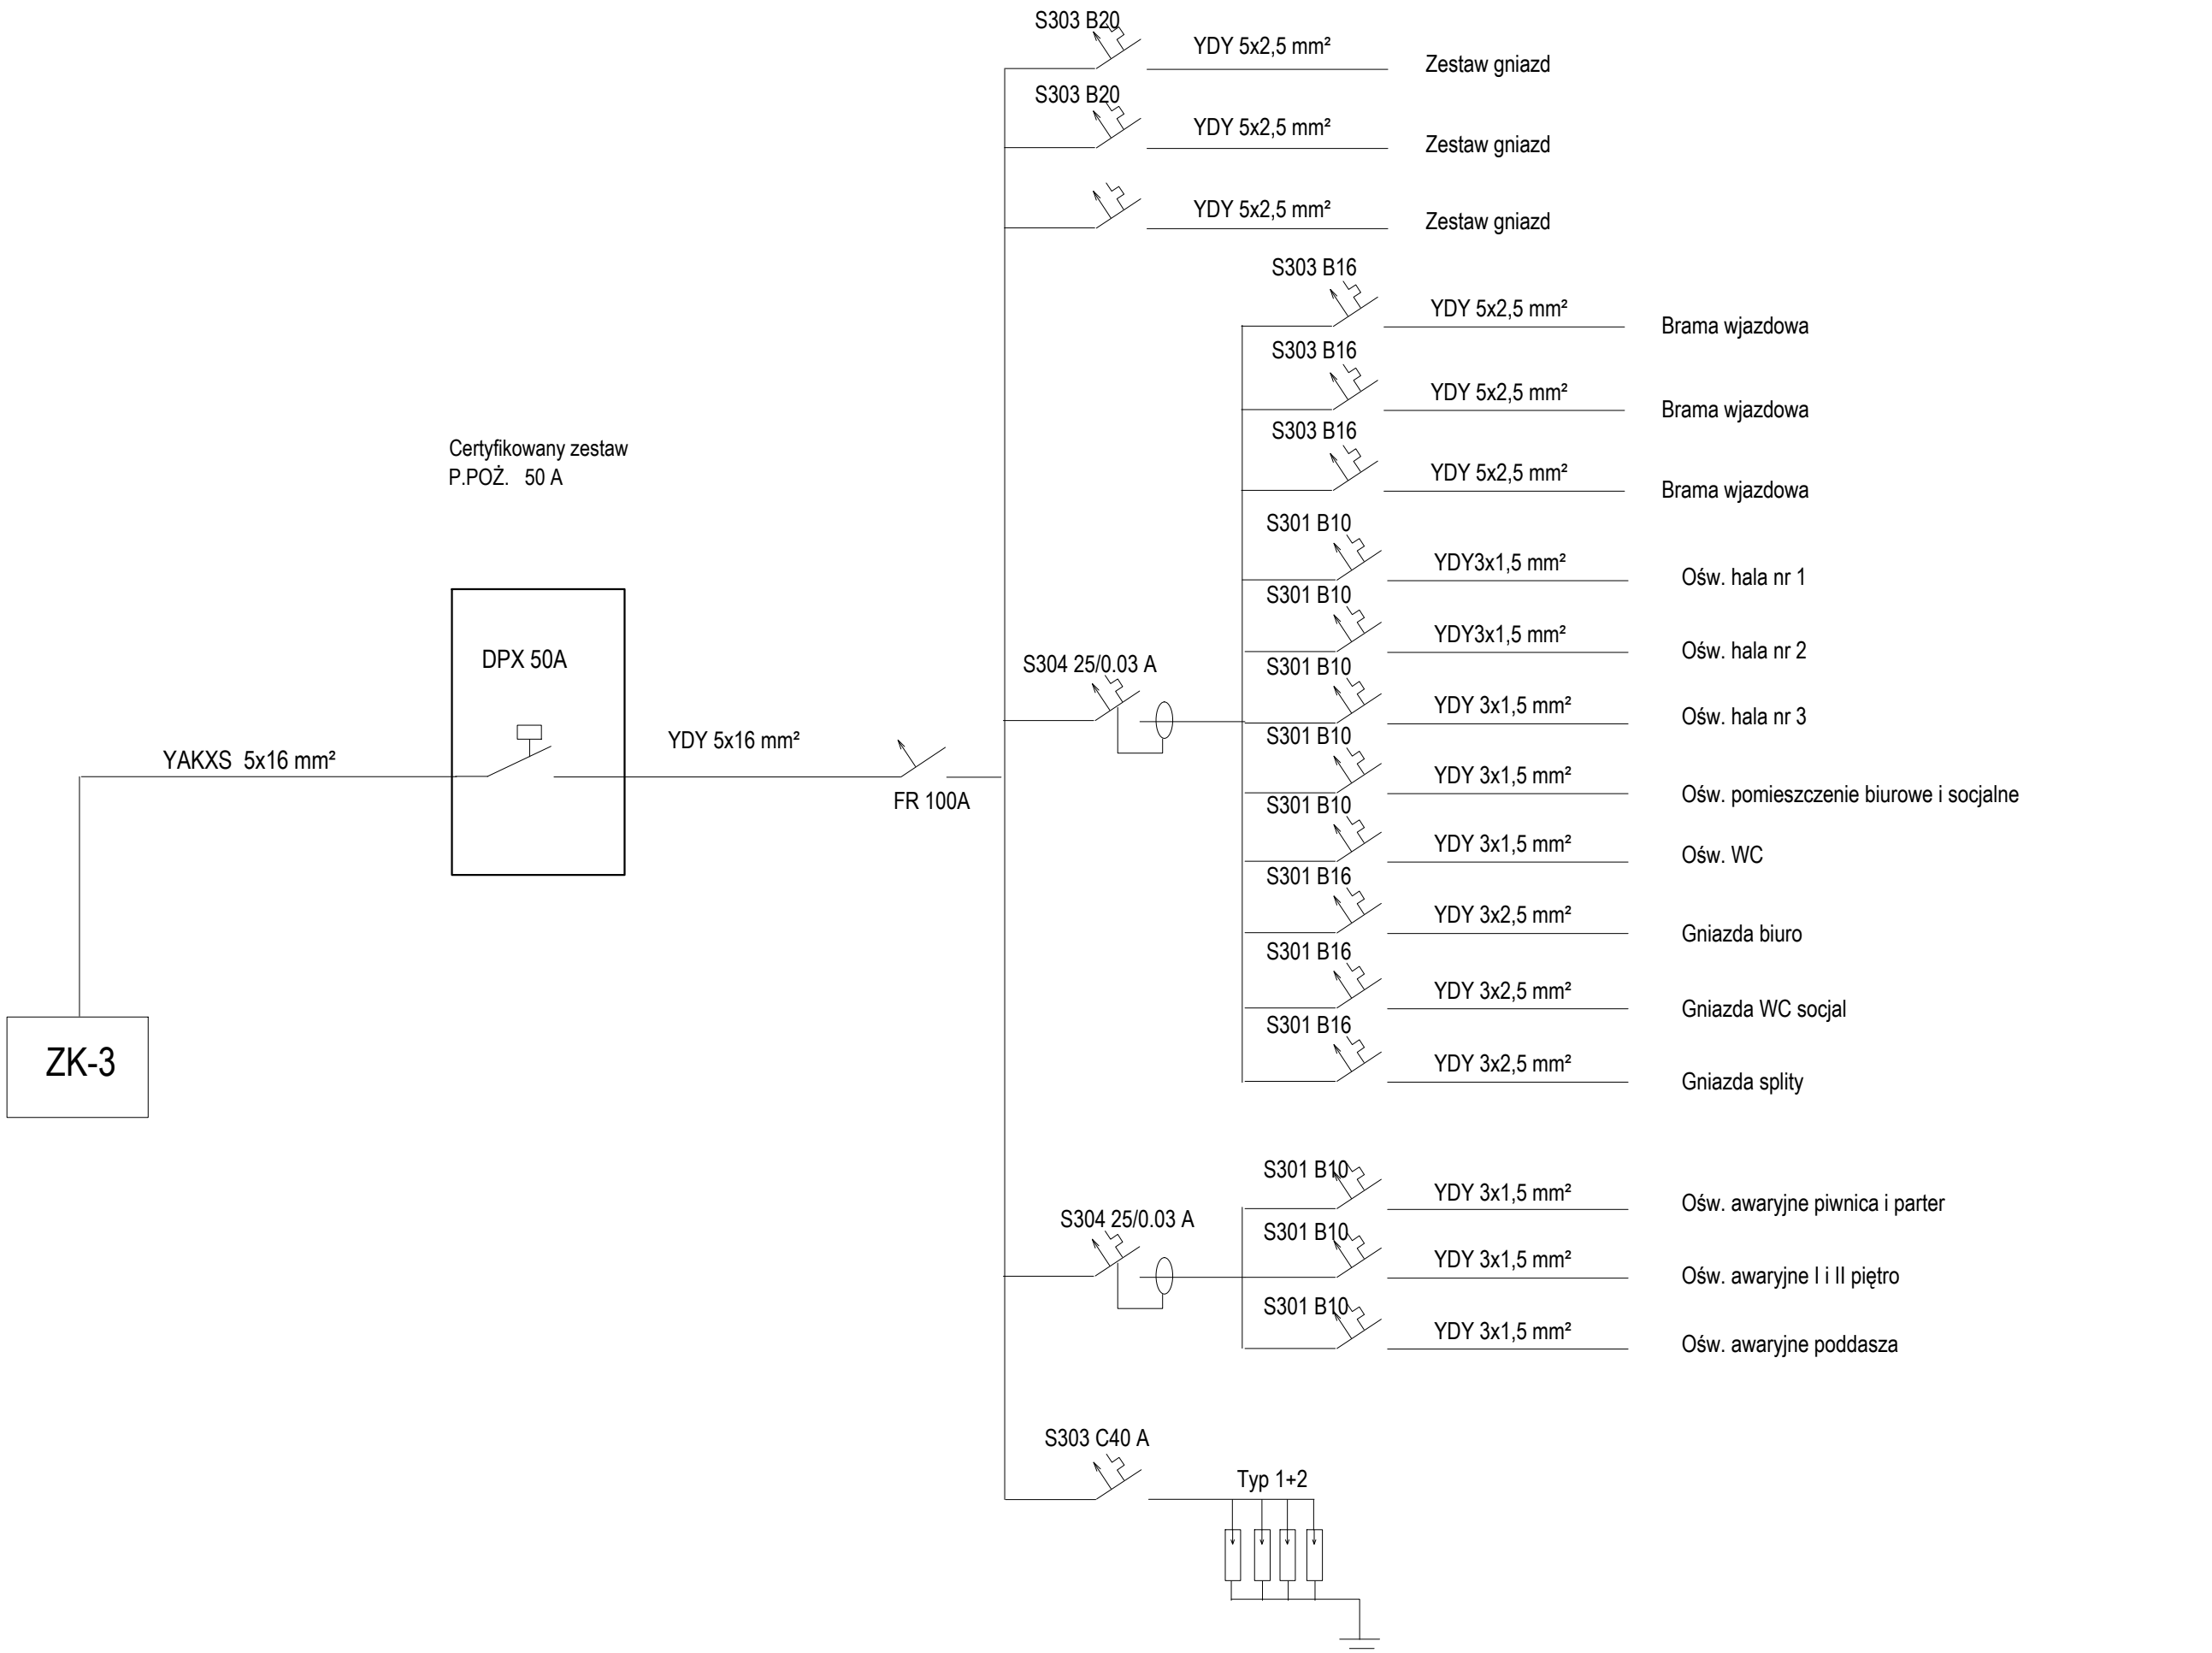 S303 B20
YDY 5x2,5 mm²
Zestaw gniazd
S303 B20
YDY 5x2,5 mm²
Zestaw gniazd
YDY 5x2,5 mm²
Zestaw gniazd
S303 B16
YDY 5x2,5 mm²
Brama wjazdowa
S303 B16
YDY 5x2,5 mm²
Brama wjazdowa
S303 B16
YDY 5x2,5 mm²
Brama wjazdowa
Certyfikowany zestaw
P.POŻ. 50 A
DPX 50A
YAKXS 5x16 mm²
YDY 5x16 mm²
FR 100A
ZK-3
S304 25/0.03 A
S301 B10
YDY3x1,5 mm²
Ośw. hala nr 1
S301 B10
YDY3x1,5 mm²
Ośw. hala nr 2
S301 B10
YDY 3x1,5 mm²
Ośw. hala nr 3
S301 B10
YDY 3x1,5 mm²
Ośw. pomieszczenie biurowe i socjalne
S301 B10
YDY 3x1,5 mm²
Ośw. WC
S301 B16
YDY 3x2,5 mm²
Gniazda biuro
S301 B16
YDY 3x2,5 mm²
Gniazda WC socjal
S301 B16
YDY 3x2,5 mm²
Gniazda splity
S304 25/0.03 A
S301 B10
YDY 3x1,5 mm²
Ośw. awaryjne piwnica i parter
S301 B10
YDY 3x1,5 mm²
Ośw. awaryjne I i II piętro
S301 B10
YDY 3x1,5 mm²
Ośw. awaryjne poddasza
S303 C40 A
Typ 1+2